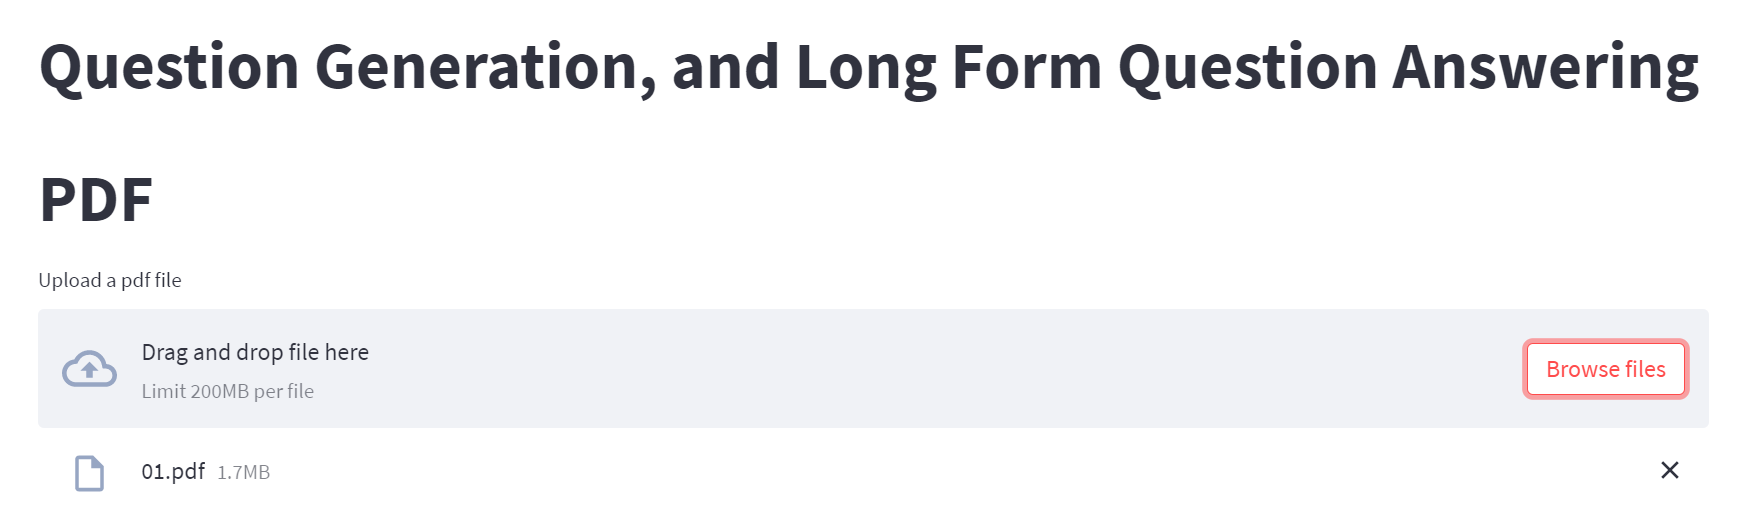 Question Generation, and Long Form Question Answering
PDF
Upload a pdf file
Drag and drop file here
Limit 200MB per file
Browse files
01.pdf 1.7MB